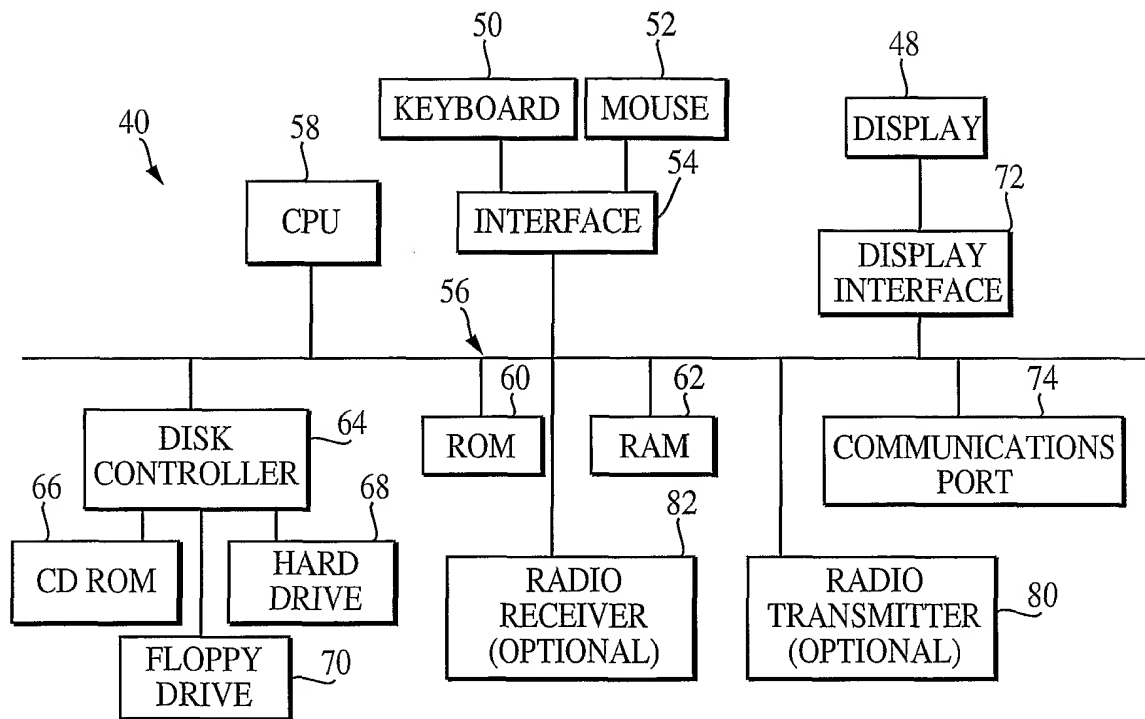 50
52
48
KEYBOARD
MOUSE
DISPLAY
40
58
54
72
CPU
INTERFACE
DISPLAY
INTERFACE
56
60
62
74
DISK
CONTROLLER
64
ROM
RAM
COMMUNICATIONS
PORT
66
68
82
CD ROM
HARD
DRIVE
RADIO
RECEIVER
(OPTIONAL)
RADIO
TRANSMITTER
(OPTIONAL)
80
FLOPPY
DRIVE
70